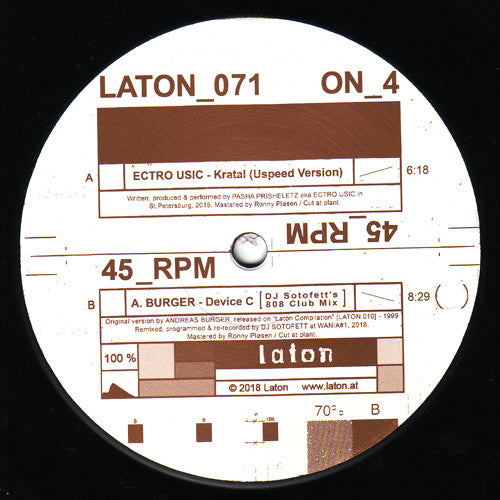 LATON_071 ON_4
A ECTRO USIC - Kratal (Uspeed Version) 6:18
Written, produced & performed by PASHA PRISHELETZ aka ECTRO USIC in
St.Petersburg, 2015, Mastered by Ronny Pløsen / Cut at plant.
45_RPM
45_RPM
B A. BURGER - Device C [DJ Sotofett's 808 Club Mix] 8:29 ( )
Original version by ANDREAS BURGER, released on "Laton Compilation" [LATON 010] - 1999
Remixed, programmed & re-recorded by DJ SOTOFETT at WANIA#1, 2018.
Mastered by Ronny Pløsen / Cut at plant.
100 % laton
© 2018 Laton www.laton.at
70% B
B B